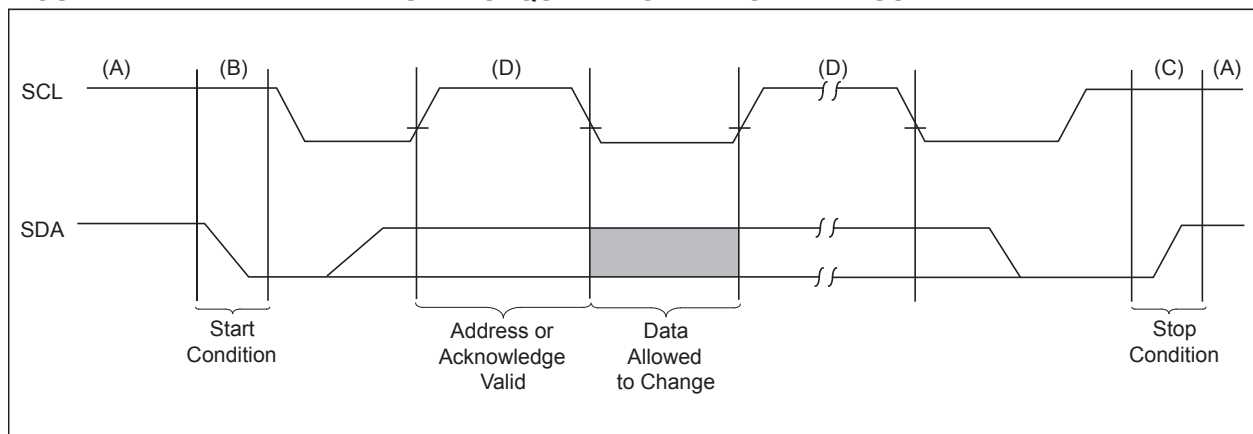 (A) (B) (D) (D) (C) (A)
SCL
SDA
Start
Condition
Address or
Acknowledge
Valid
Data
Allowed
to Change
Stop
Condition